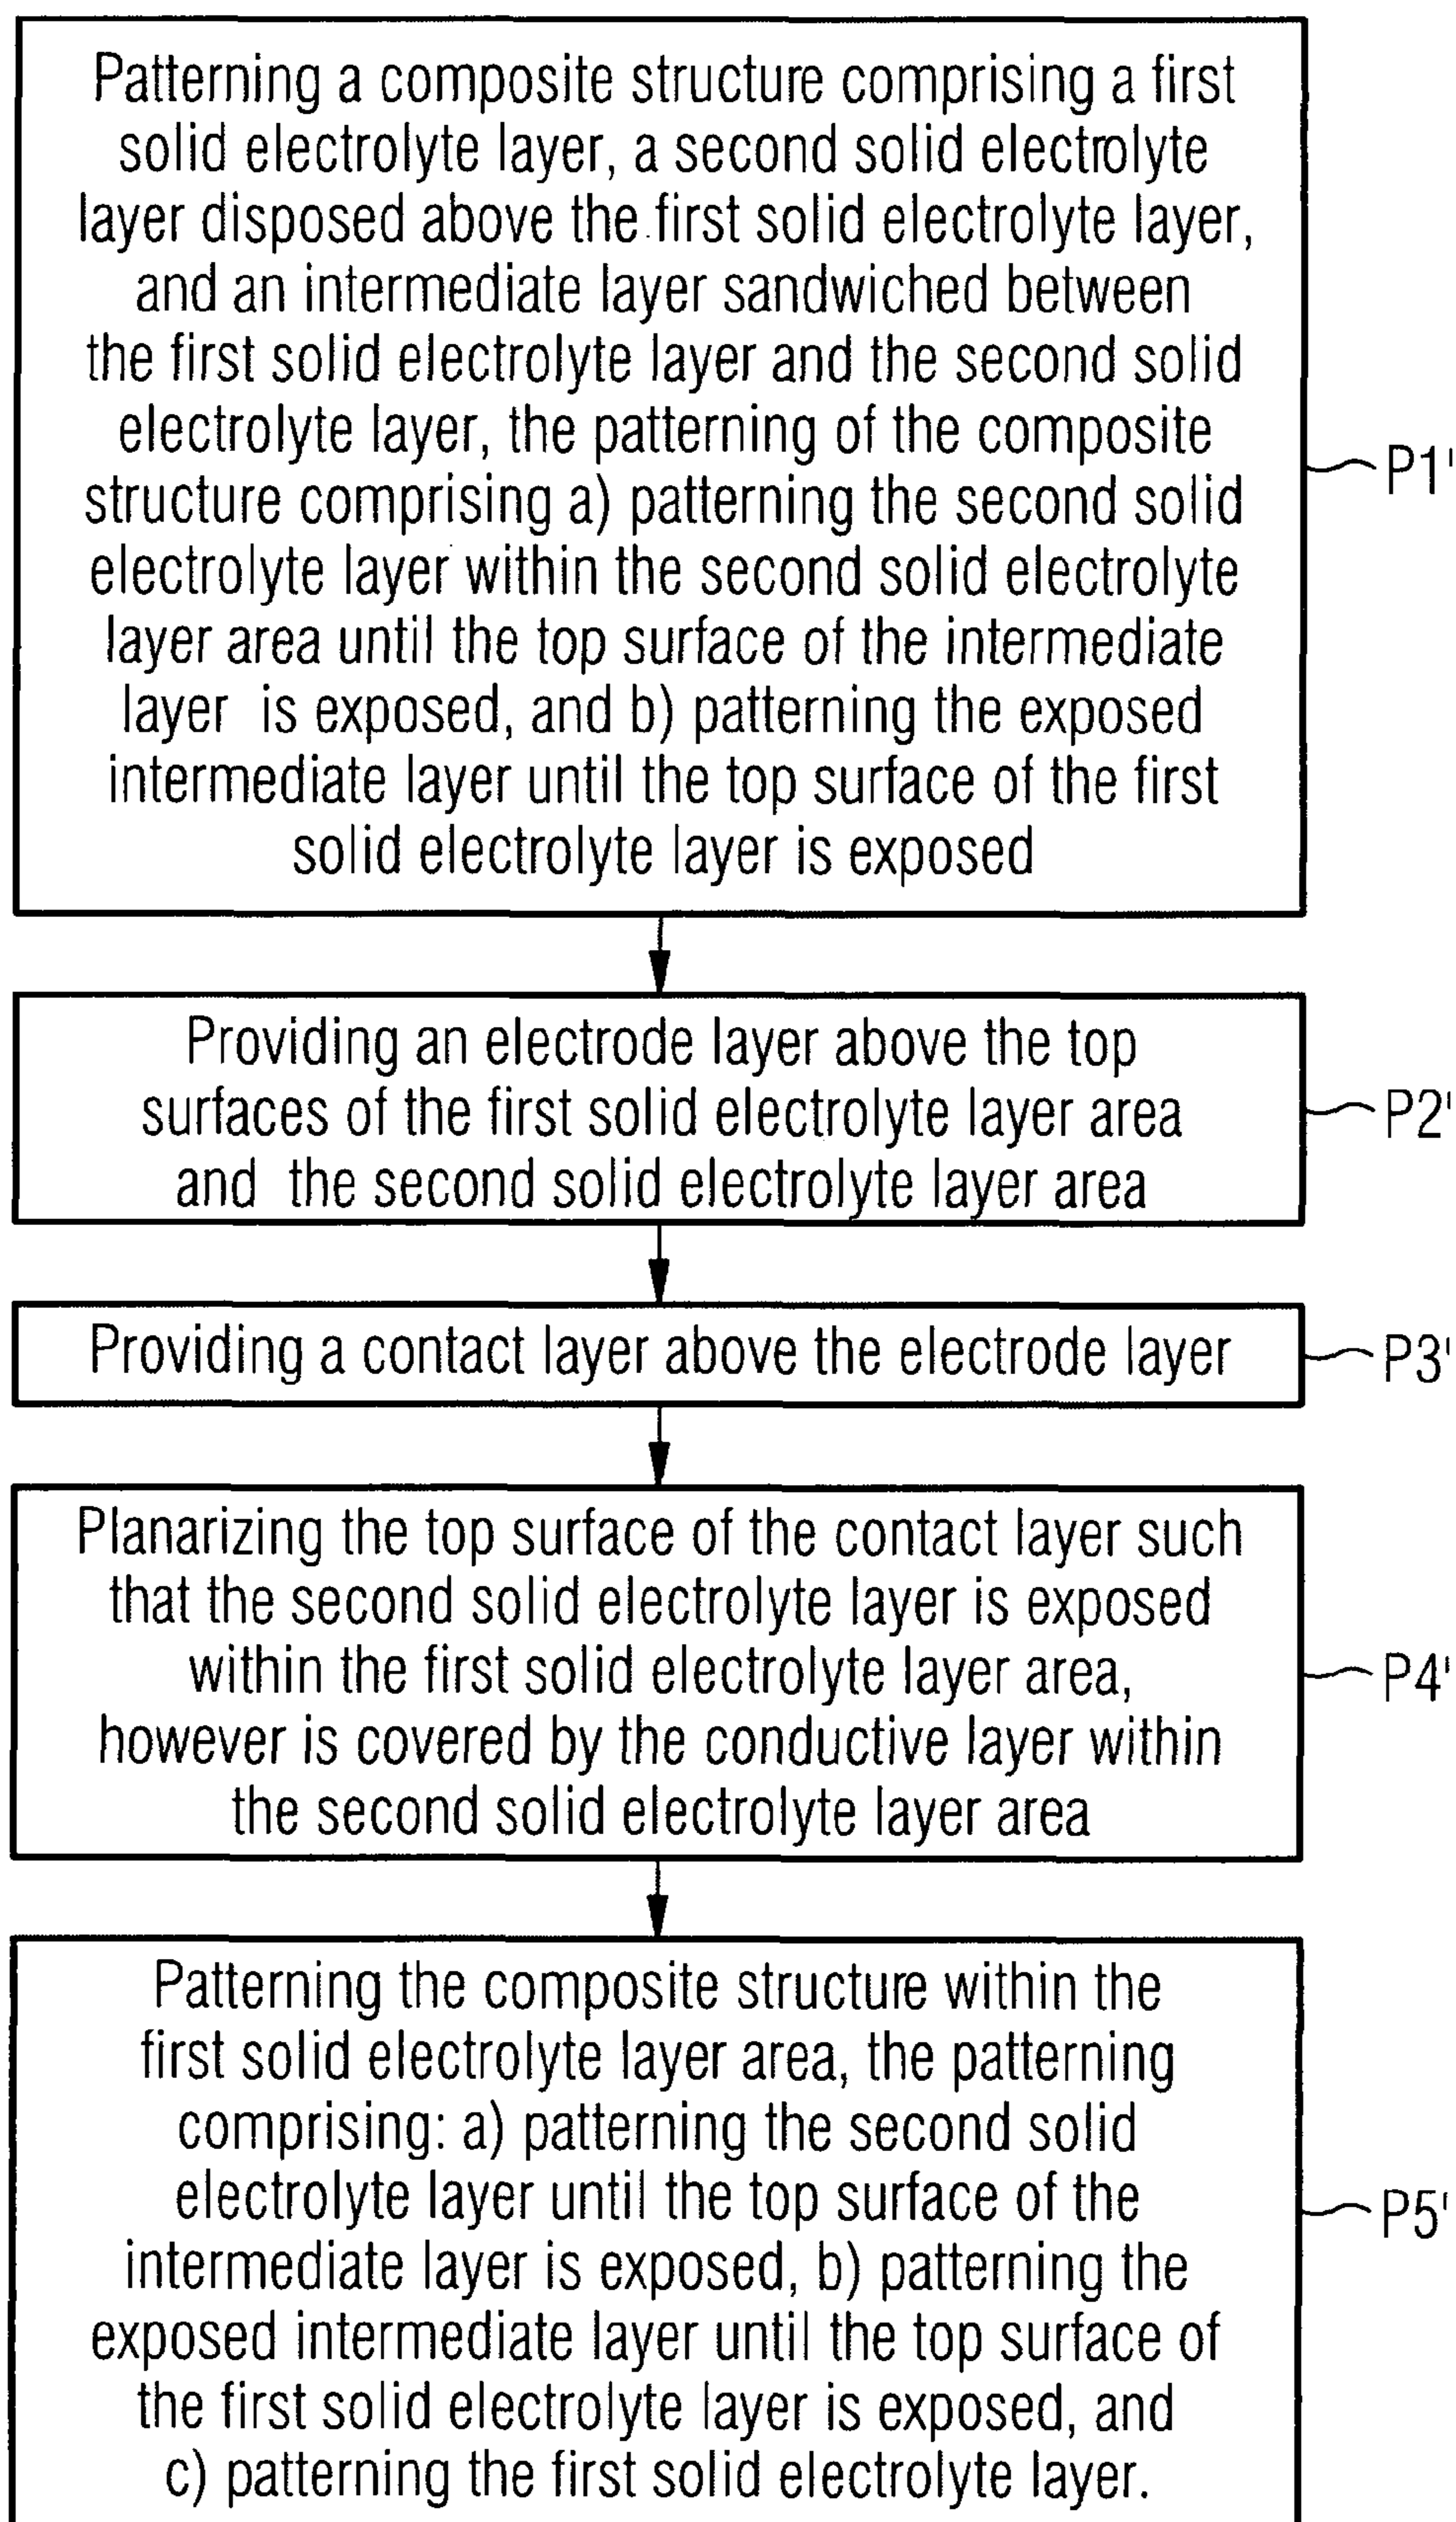 Patterning a composite structure comprising a first
solid electrolyte layer, a second solid electrolyte
layer disposed above the first solid electrolyte layer,
and an intermediate layer sandwiched between
the first solid electrolyte layer and the second solid
electrolyte layer, the patterning of the composite
structure comprising a) patterning the second solid
electrolyte layer within the second solid electrolyte
layer area until the top surface of the intermediate
layer is exposed, and b) patterning the exposed
intermediate layer until the top surface of the first
solid electrolyte layer is exposed
P1'
Providing an electrode layer above the top
surfaces of the first solid electrolyte layer area
and the second solid electrolyte layer area
P2'
Providing a contact layer above the electrode layer
P3'
Planarizing the top surface of the contact layer such
that the second solid electrolyte layer is exposed
within the first solid electrolyte layer area,
however is covered by the conductive layer within
the second solid electrolyte layer area
P4'
Patterning the composite structure within the
first solid electrolyte layer area, the patterning
comprising: a) patterning the second solid
electrolyte layer until the top surface of the
intermediate layer is exposed, b) patterning the
exposed intermediate layer until the top surface of
the first solid electrolyte layer is exposed, and
c) patterning the first solid electrolyte layer.
P5'